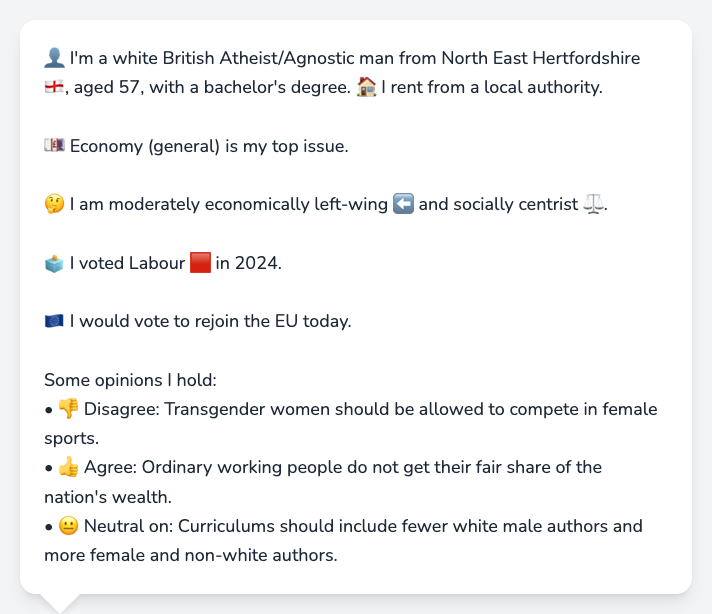 👤 I'm a white British Atheist/Agnostic man from North East Hertfordshire
🏴󠁧󠁢󠁥󠁮󠁧󠁿, aged 57, with a bachelor's degree. 🏠 I rent from a local authority.
💷 Economy (general) is my top issue.
🤔 I am moderately economically left-wing ⬅️ and socially centrist ⚖️.
🗳️ I voted Labour 🟥 in 2024.
🇪🇺 I would vote to rejoin the EU today.
Some opinions I hold:
• 👎 Disagree: Transgender women should be allowed to compete in female
sports.
• 👍 Agree: Ordinary working people do not get their fair share of the
nation's wealth.
• 😐 Neutral on: Curriculums should include fewer white male authors and
more female and non-white authors.